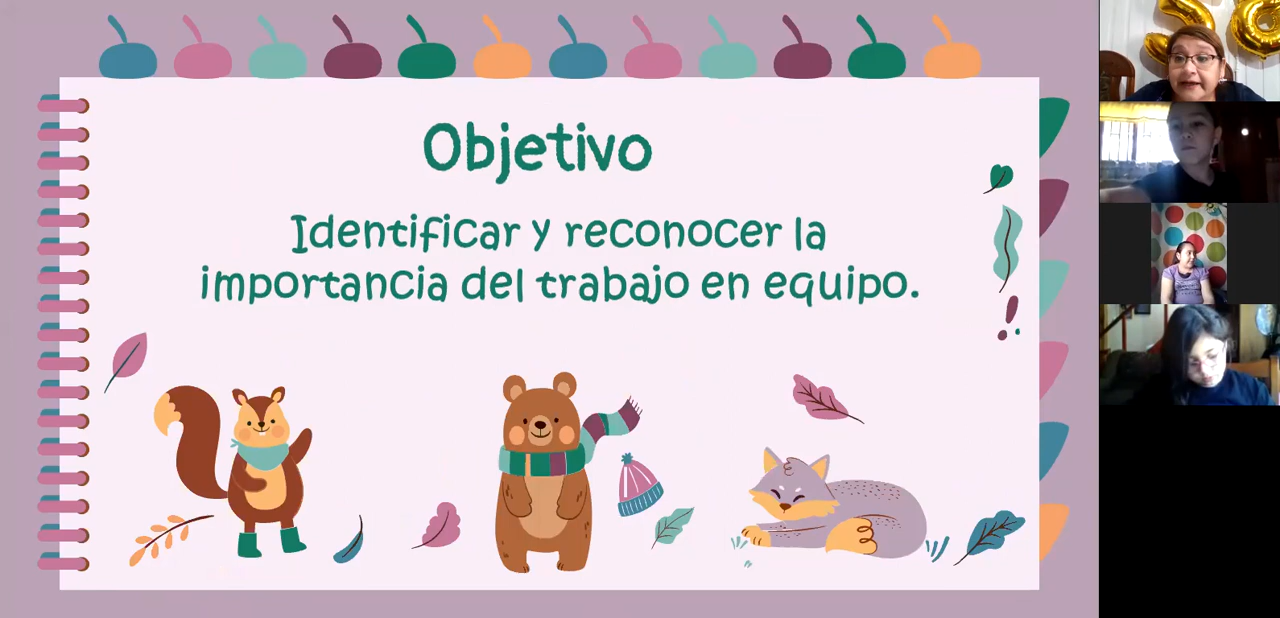 Objetivo
Identificar y reconocer la
importancia del trabajo en equipo.